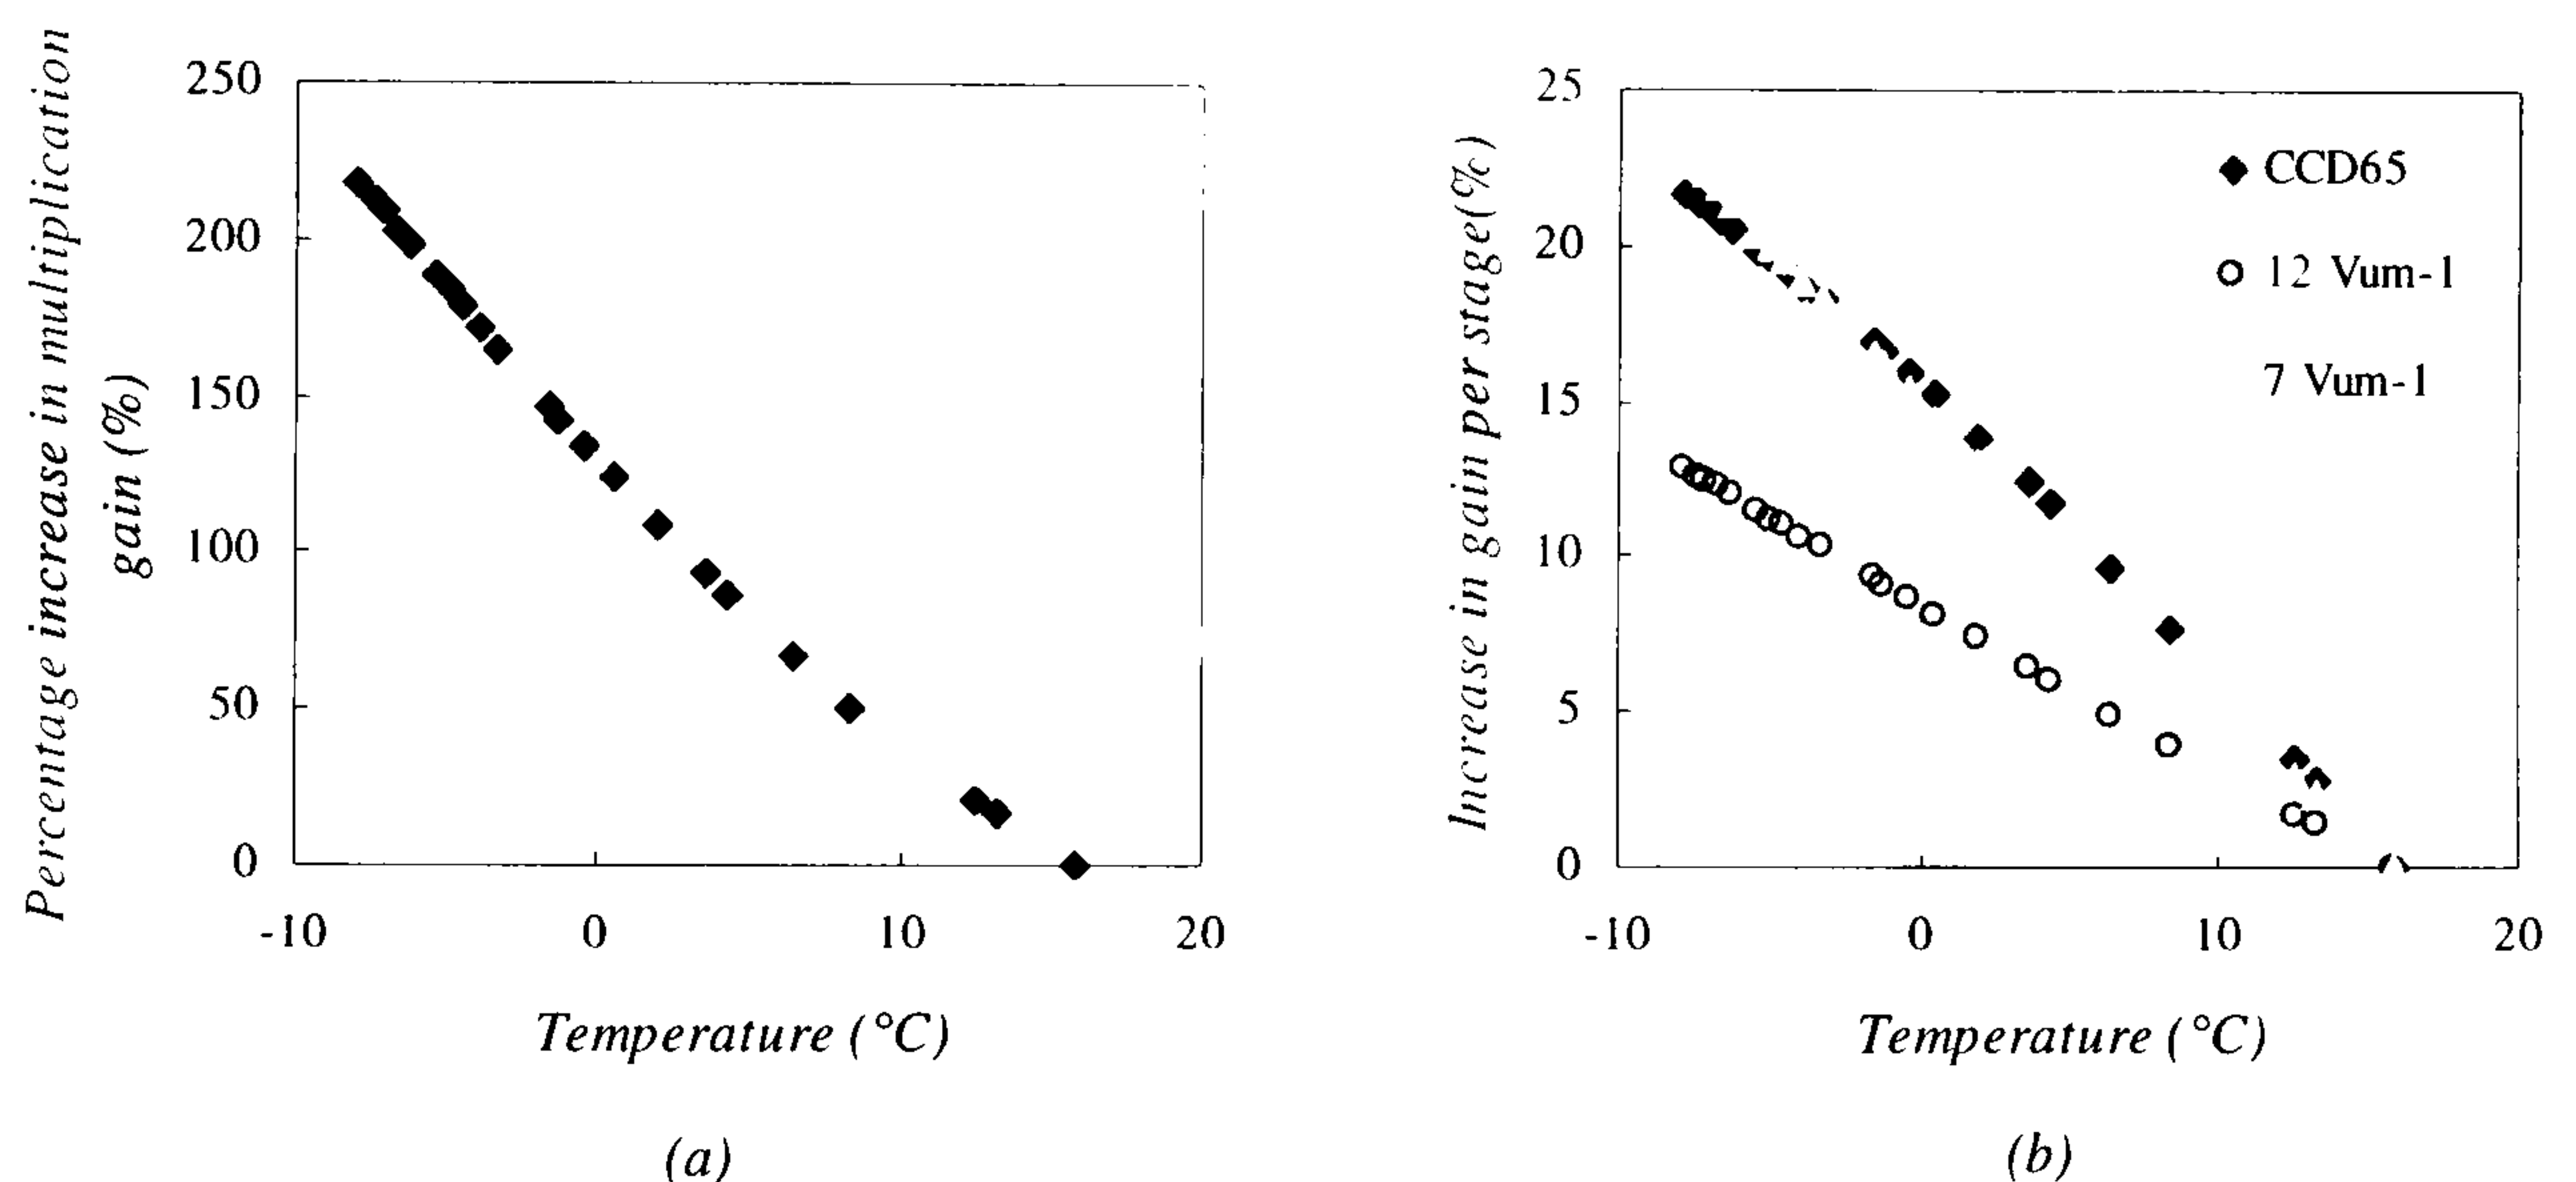 Percentage increase in multiplication
gain (%)
250
200
150
100
50
0
-10
0
10
20
Temperature (°C)
(a)
Increase in gain per stage(%)
25
20
15
10
5
0
CCD65
12 Vum-1
7 Vum-1
-10
0
10
20
Temperature (°C)
(b)